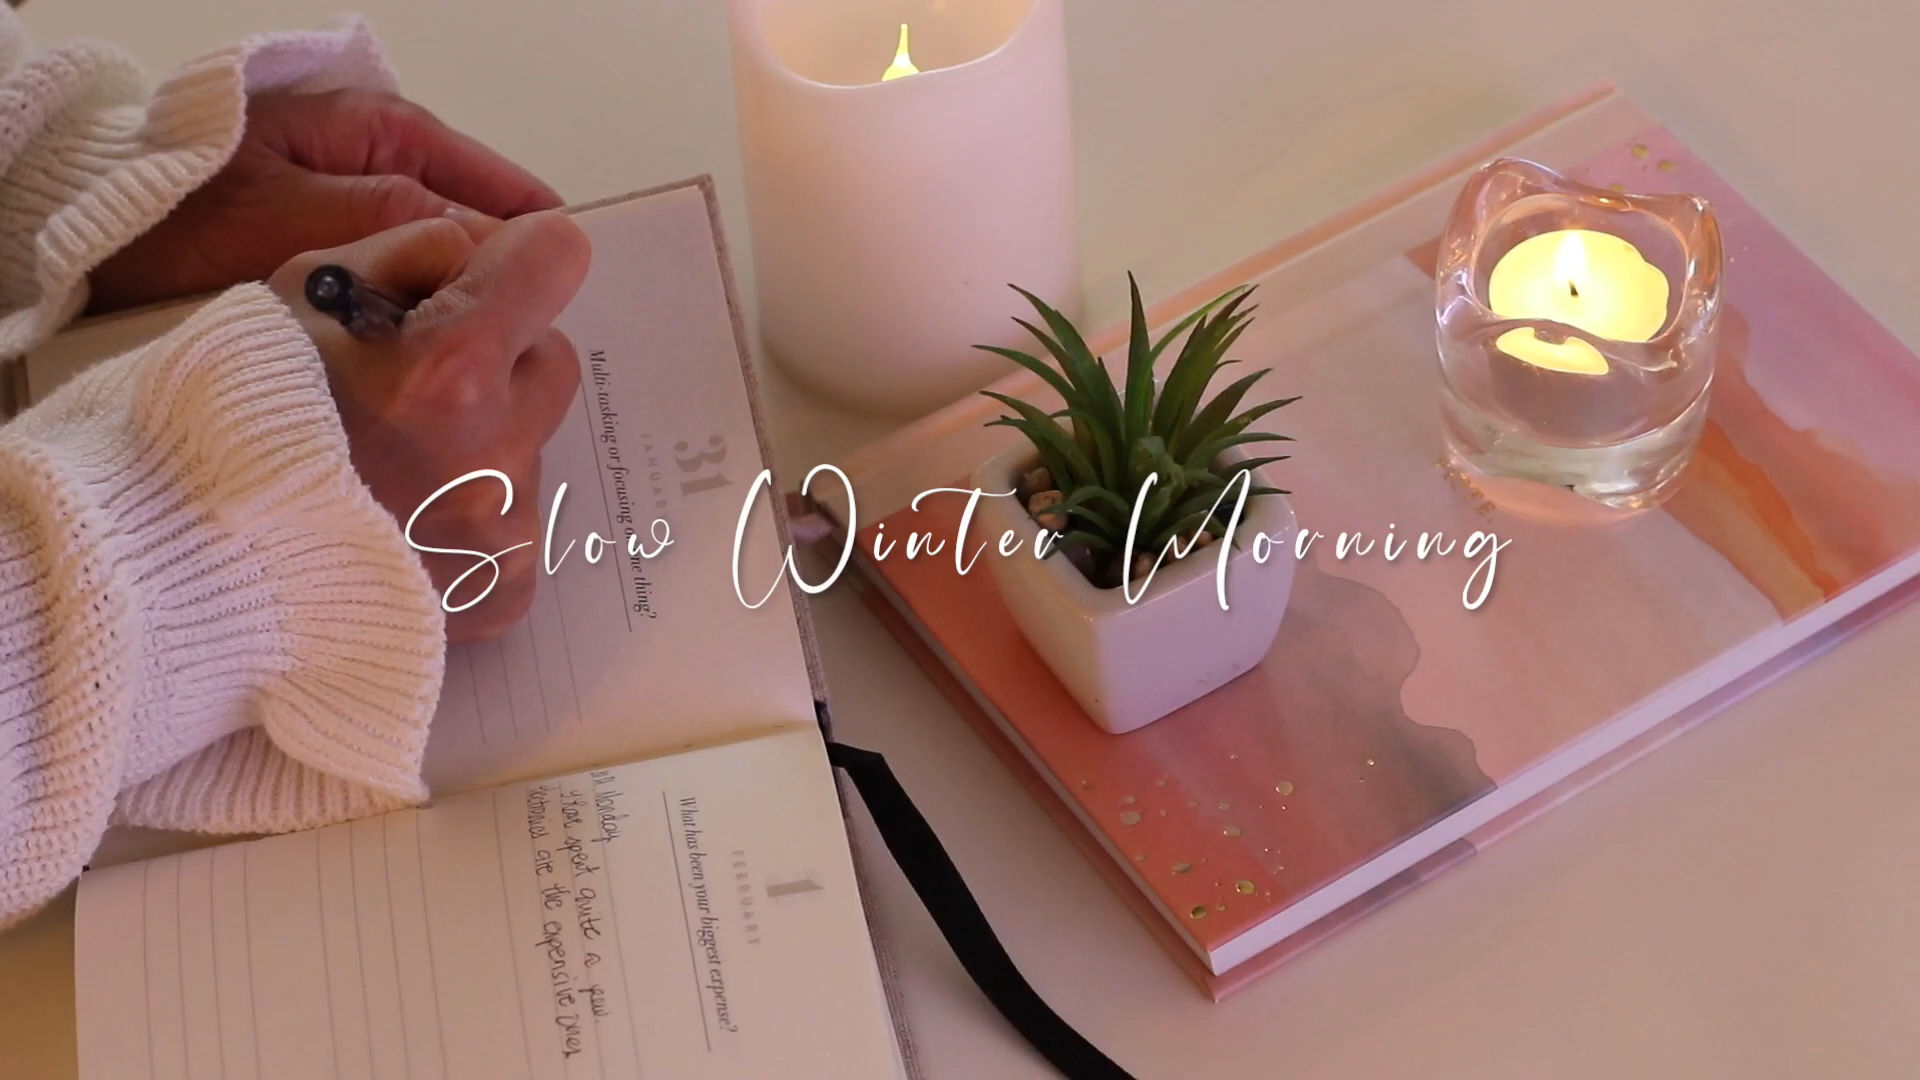 Slow Winter Morning
31
JANUARY
Multi-tasking or focusing on one thing?
1
FEBRUARY
What has been your biggest expense?
Monday
spent quite a few.
are the expensive ones